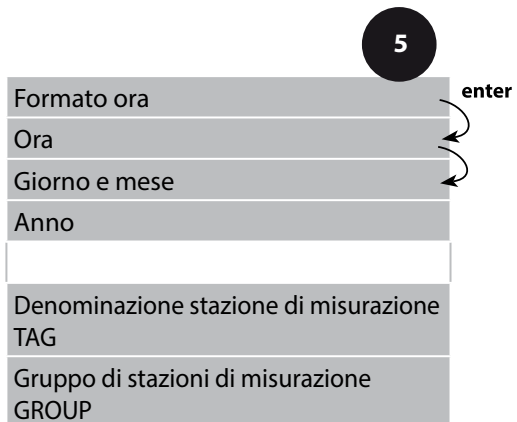 5
Formato ora
enter
Ora
Giorno e mese
Anno
Denominazione stazione di misurazione
TAG
Gruppo di stazioni di misurazione
GROUP